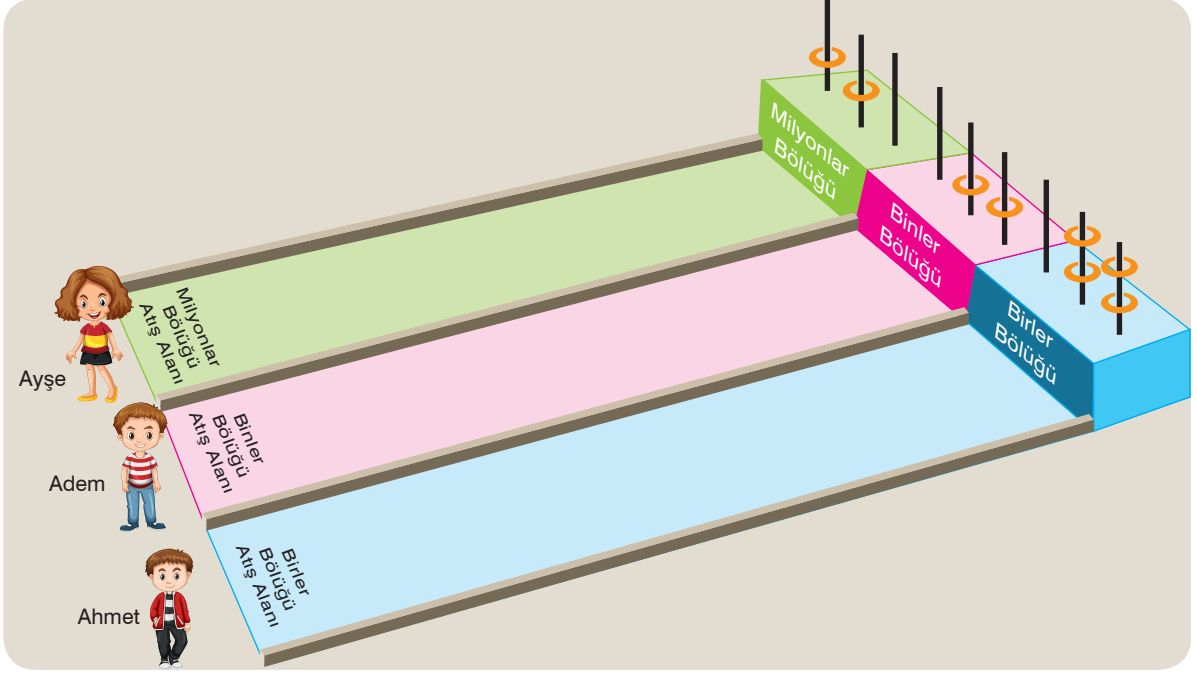 Milyonlar
Bölüğü
Binler
Bölüğü
Birler
Bölüğü
Milyonlar
Bölüğü
Atış Alanı
Ayşe
Binler
Bölüğü
Atış Alanı
Adem
Birler
Bölüğü
Atış Alanı
Ahmet